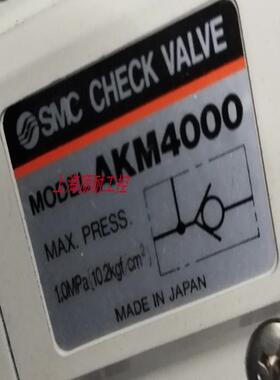 SMC CHECK VALVE
MODEL AKM4000
MAX. PRESS.
1.0MPa(10.2kgf/cm²)
MADE IN JAPAN